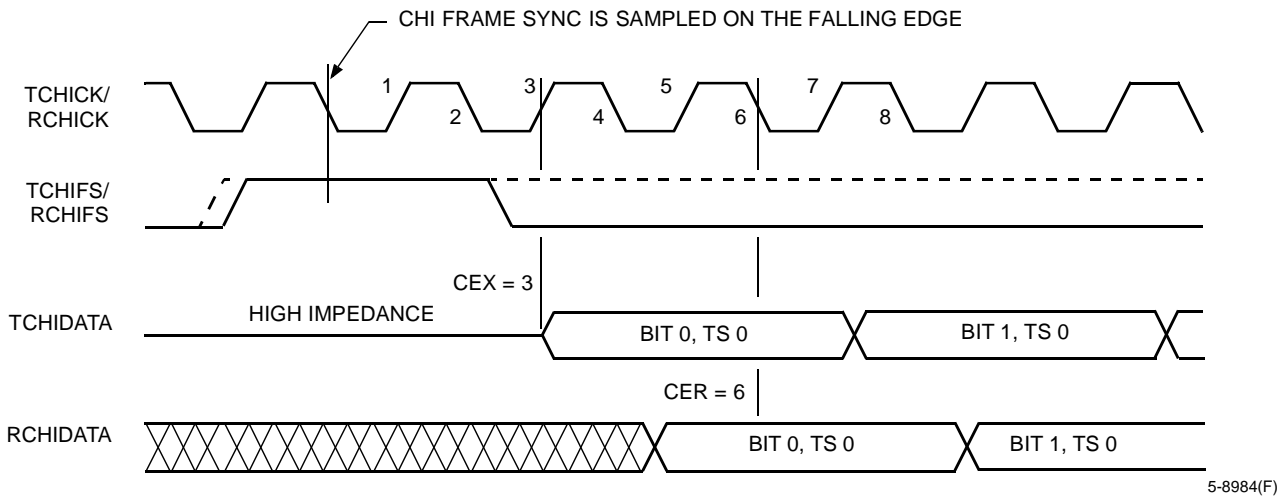 CHI FRAME SYNC IS SAMPLED ON THE FALLING EDGE
TCHICK/
RCHICK
1
2
3
4
5
6
7
8
TCHIFS/
RCHIFS
CEX = 3
TCHIDATA
HIGH IMPEDANCE
BIT 0, TS 0
BIT 1, TS 0
CER = 6
RCHIDATA
BIT 0, TS 0
BIT 1, TS 0
5-8984(F)